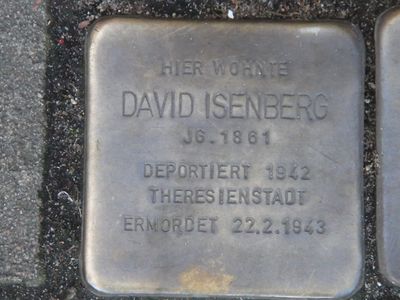 HIER WOHNTE
DAVID ISENBERG
JG. 1861
DEPORTIERT 1942
THERESIENSTADT
ERMORDET 22.2.1943